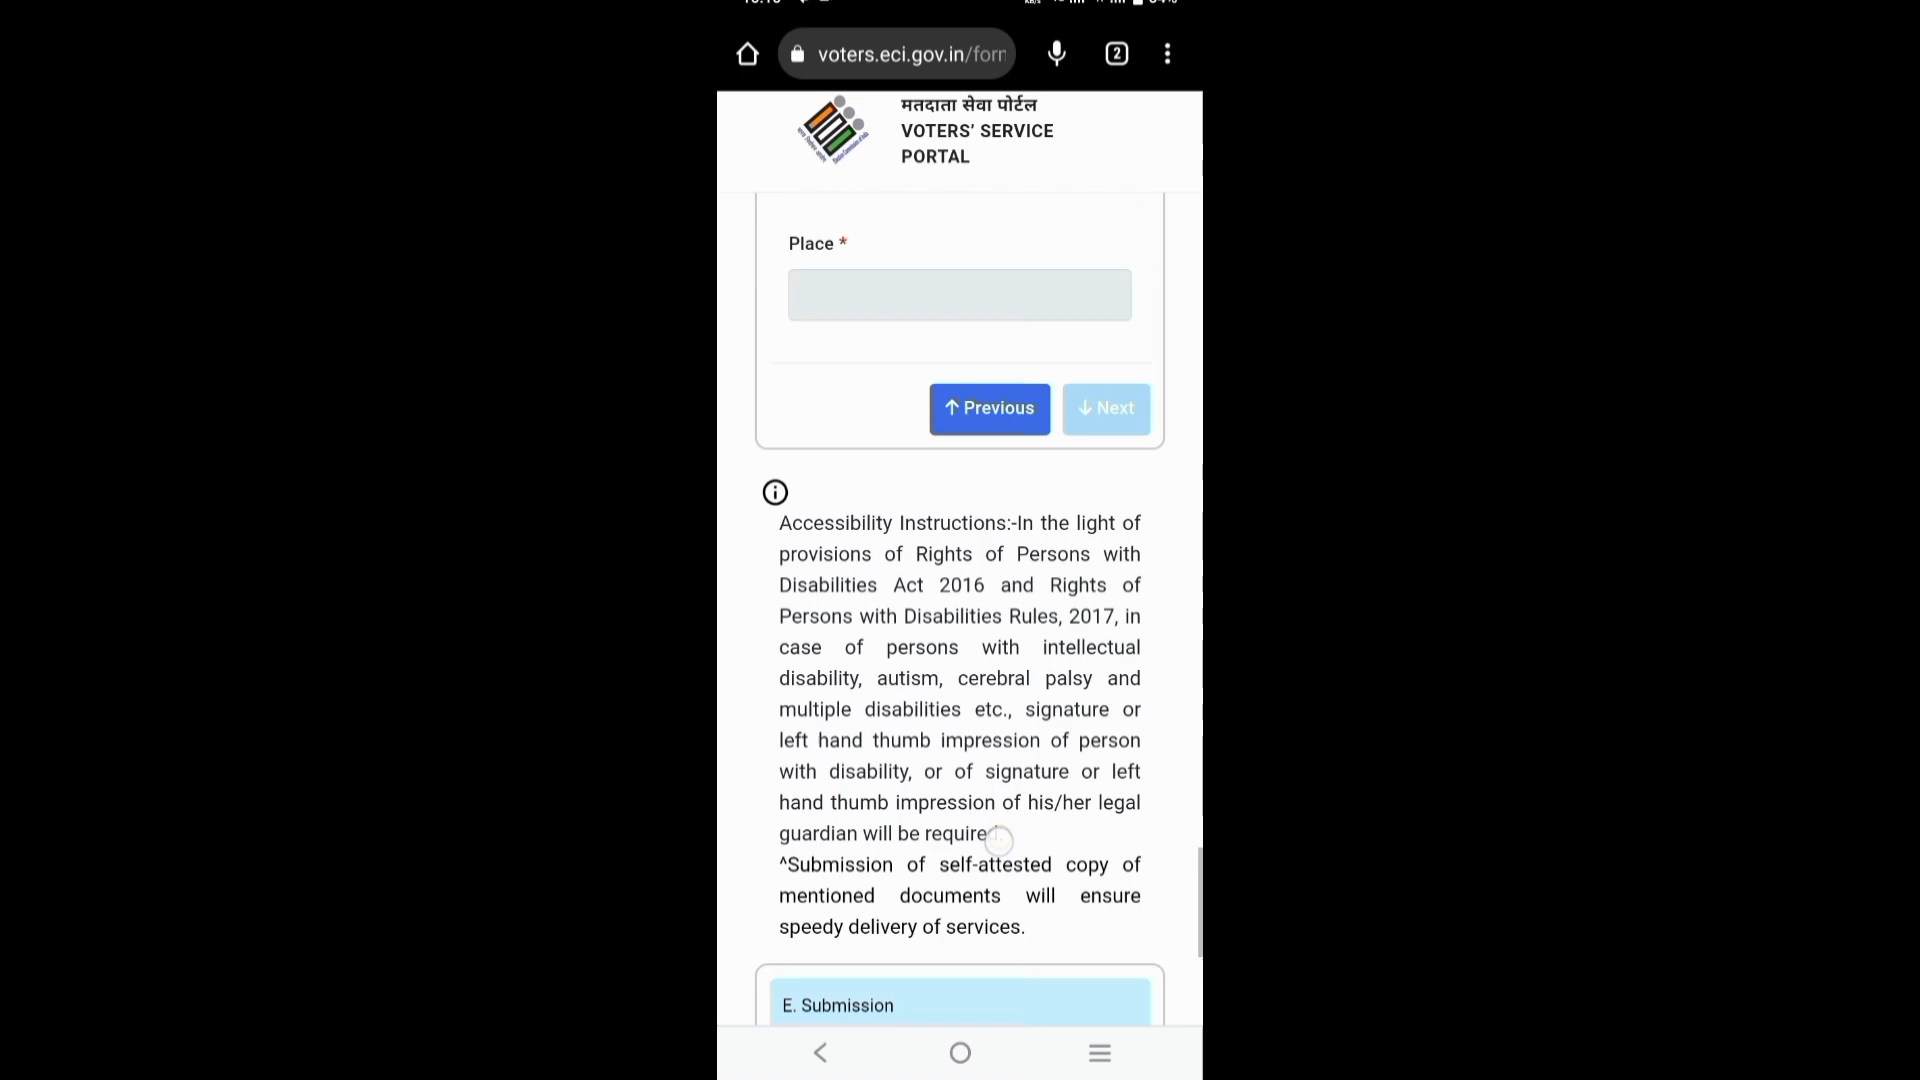 voters.eci.gov.in/forr
2
मतदाता सेवा पोर्टल
VOTERS’ SERVICE
PORTAL
Place *
↑ Previous
↓ Next
Accessibility Instructions:-In the light of
provisions of Rights of Persons with
Disabilities Act 2016 and Rights of
Persons with Disabilities Rules, 2017, in
case of persons with intellectual
disability, autism, cerebral palsy and
multiple disabilities etc., signature or
left hand thumb impression of person
with disability, or of signature or left
hand thumb impression of his/her legal
guardian will be required.
^Submission of self-attested copy of
mentioned documents will ensure
speedy delivery of services.
E. Submission